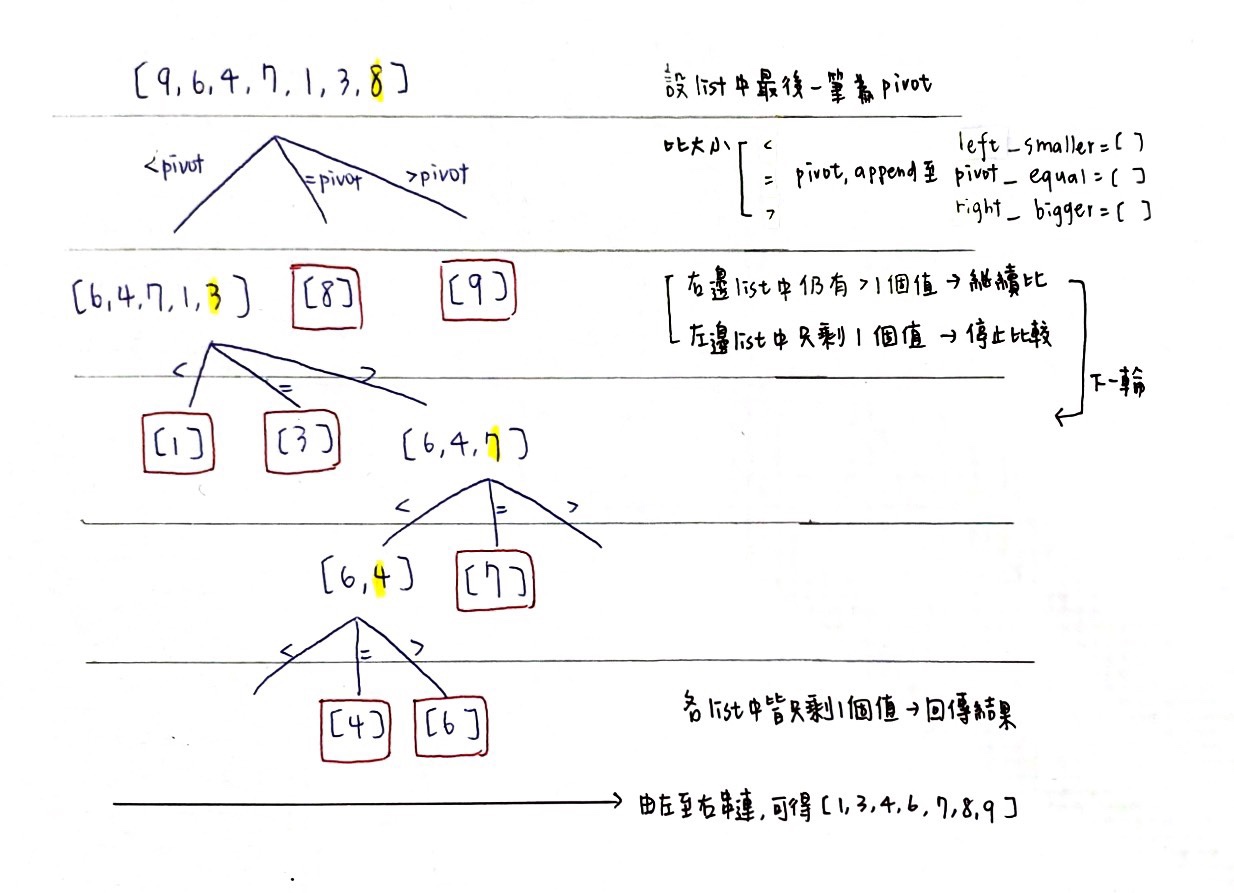 [9,6,4,7,1,3,8]
設list中最後一筆為pivot
<pivot
=pivot
>pivot
比大小
<
=
>
pivot, append至
left_smaller=[ ]
pivot_equal=[ ]
right_bigger=[ ]
[6,4,7,1,3]
[8]
[9]
右邊list中仍有>1個值→繼續比
左邊list中只剩1個值→停止比較
下一輪
<
=
>
[1]
[3]
[6,4,7]
<
=
>
[6,4]
[7]
<
=
>
[4]
[6]
各list中皆只剩1個值→回傳結果
由左至右串連,可得[1,3,4,6,7,8,9]